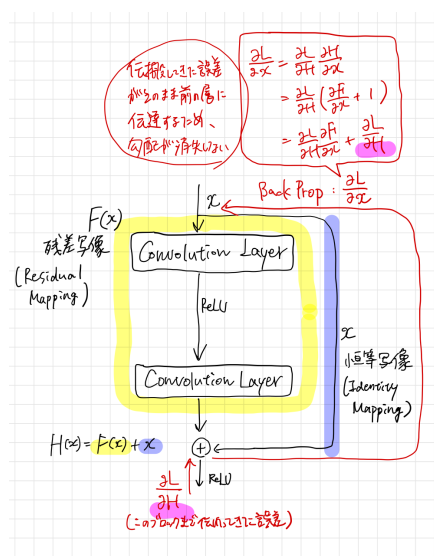 伝搬してきた誤差
がそのまま前の層に
伝達するため、
勾配が消失しない
∂L/∂x = ∂L/∂H ∂H/∂x
= ∂L/∂H (∂F/∂x + 1)
= ∂L/∂H ∂F/∂x + ∂L/∂H
Back Prop : ∂L/∂x
x
F(x)
残差写像
(Residual
Mapping)
Convolution Layer
ReLU
Convolution Layer
x
恒等写像
(Identity
Mapping)
H(x) = F(x) + x
+
ReLU
∂L/∂H
(このブロックまで伝わってきた誤差)